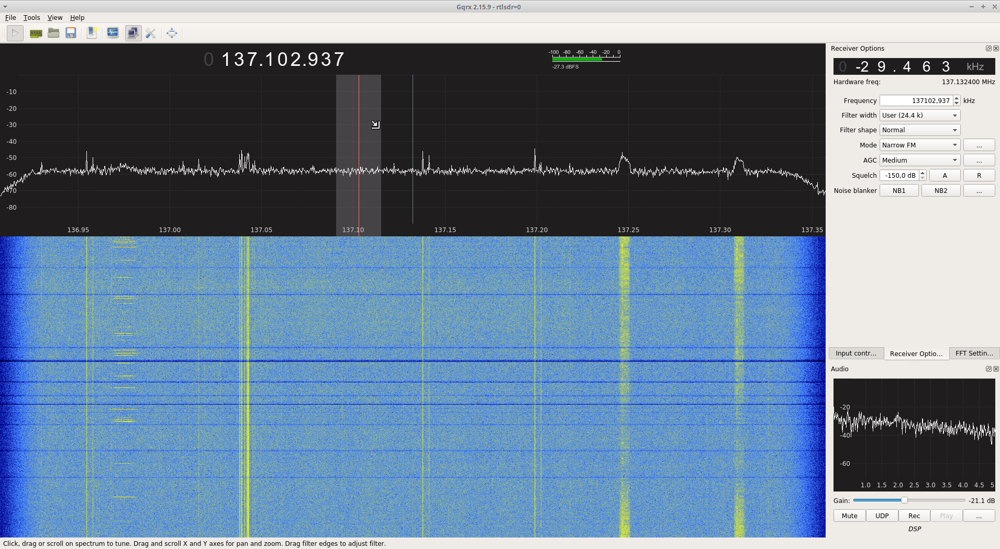 Gqrx 2.15.9 - rtlsdr=0
File Tools View Help
0 137.102.937
-100 -80 -60 -40 -20 0
-27.3 dBFS
-10
-20
-30
-40
-50
-60
-70
-80
136.95 137.00 137.05 137.10 137.15 137.20 137.25 137.30 137.35
Receiver Options
0 -29.463 kHz
Hardware freq: 137.132400 MHz
Frequency 137102,937 kHz
Filter width User (24.4 k)
Filter shape Normal
Mode Narrow FM ...
AGC Medium ...
Squelch -150,0 dB A R
Noise blanker NB1 NB2 ...
Input contr... Receiver Optio... FFT Settin...
Audio
-20
-40
-60
1.0 1.5 2.0 2.5 3.0 3.5 4.0 4.5 5
Gain: -21.1 dB
Mute UDP Rec Play ...
DSP
Click, drag or scroll on spectrum to tune. Drag and scroll X and Y axes for pan and zoom. Drag filter edges to adjust filter.